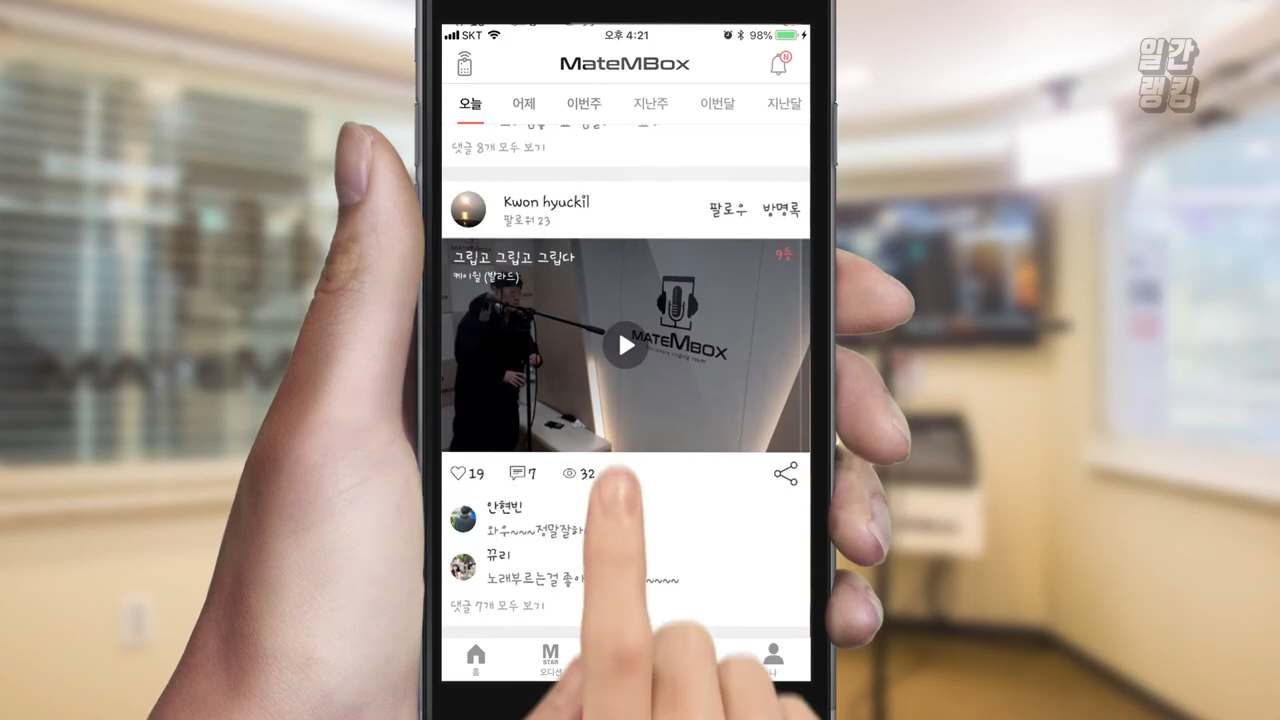 SKT 오후 4:21 98%
MateMBox N
오늘 어제 이번주 지난주 이번달 지난달
댓글 8개 모두 보기
Kwon hyuckil
팔로워 23
팔로우 방명록
그립고 그립고 그립다
케이윌 (발라드)
9등
MATEMBOX
19 7 32
안현빈
와우~~~정말잘하
뀨리
노래부르는걸 좋아 ~~~~
댓글 7개 모두 보기
홈 M STAR 오디션 나
일간
랭킹